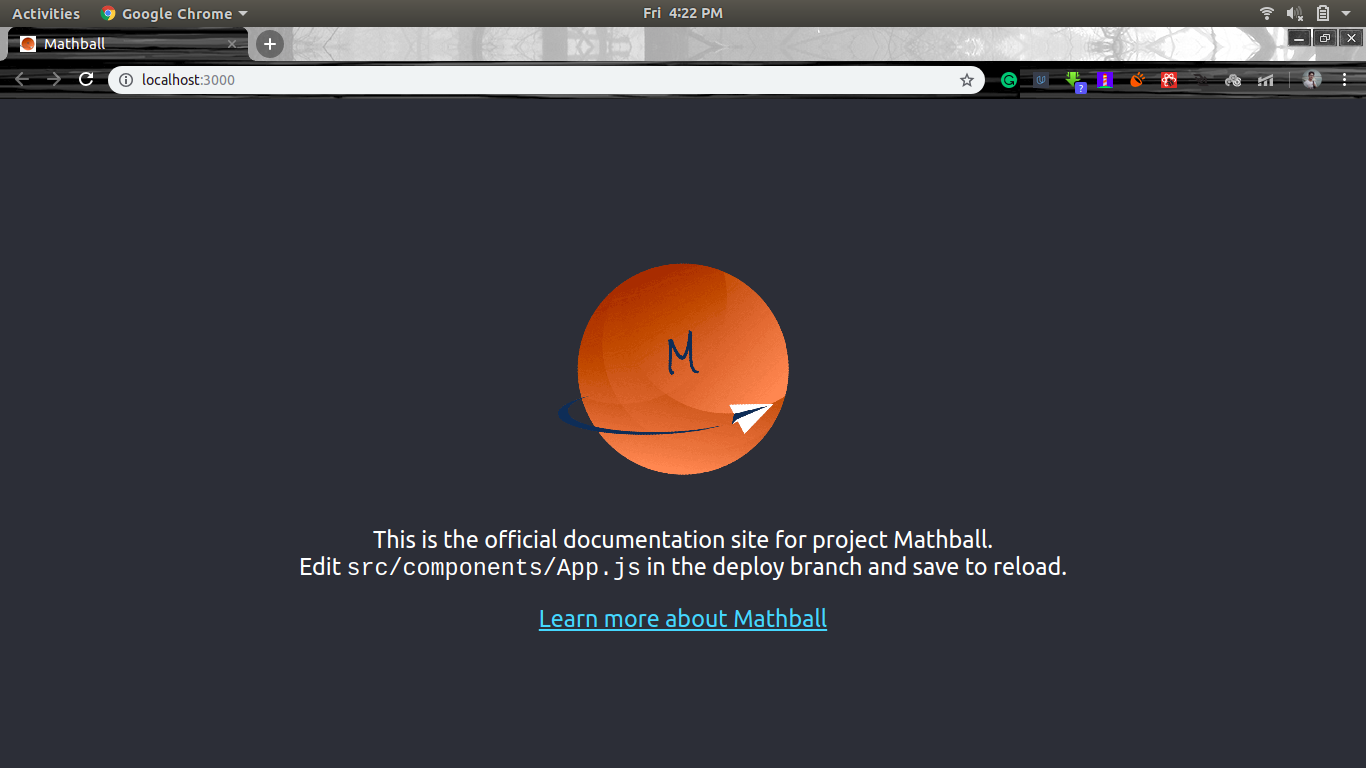 Activities Google Chrome Fri 4:22 PM
Mathball
localhost:3000
?
M
This is the official documentation site for project Mathball.
Edit src/components/App.js in the deploy branch and save to reload.
Learn more about Mathball